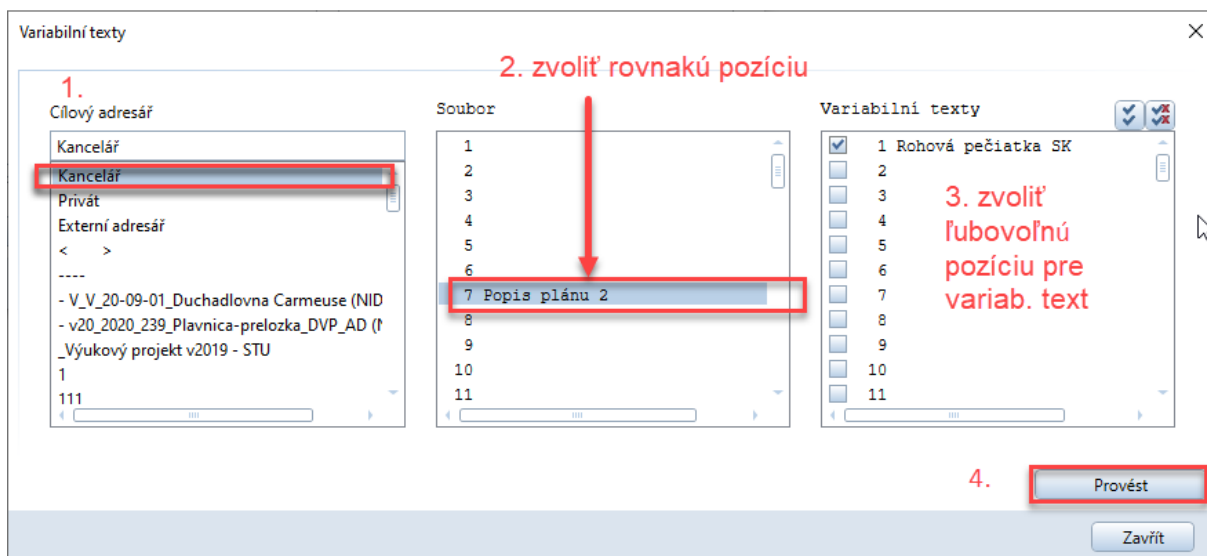 Variabilní texty
1.
Cílový adresář
Kancelář
Kancelář
Privát
Externí adresář
< >
----
- V_V_20-09-01_Duchadlovna Carmeuse (NID
- v20_2020_239_Plavnica-prelozka_DVP_AD (N
_Výukový projekt v2019 - STU
1
111
2. zvoliť rovnakú pozíciu
Soubor
1
2
3
4
5
6
7 Popis plánu 2
8
9
10
11
Variabilní texty
1 Rohová pečiatka SK
2
3
4
5
6
7
8
9
10
11
3. zvoliť
ľubovoľnú
pozíciu pre
variab. text
4.
Provést
Zavřít